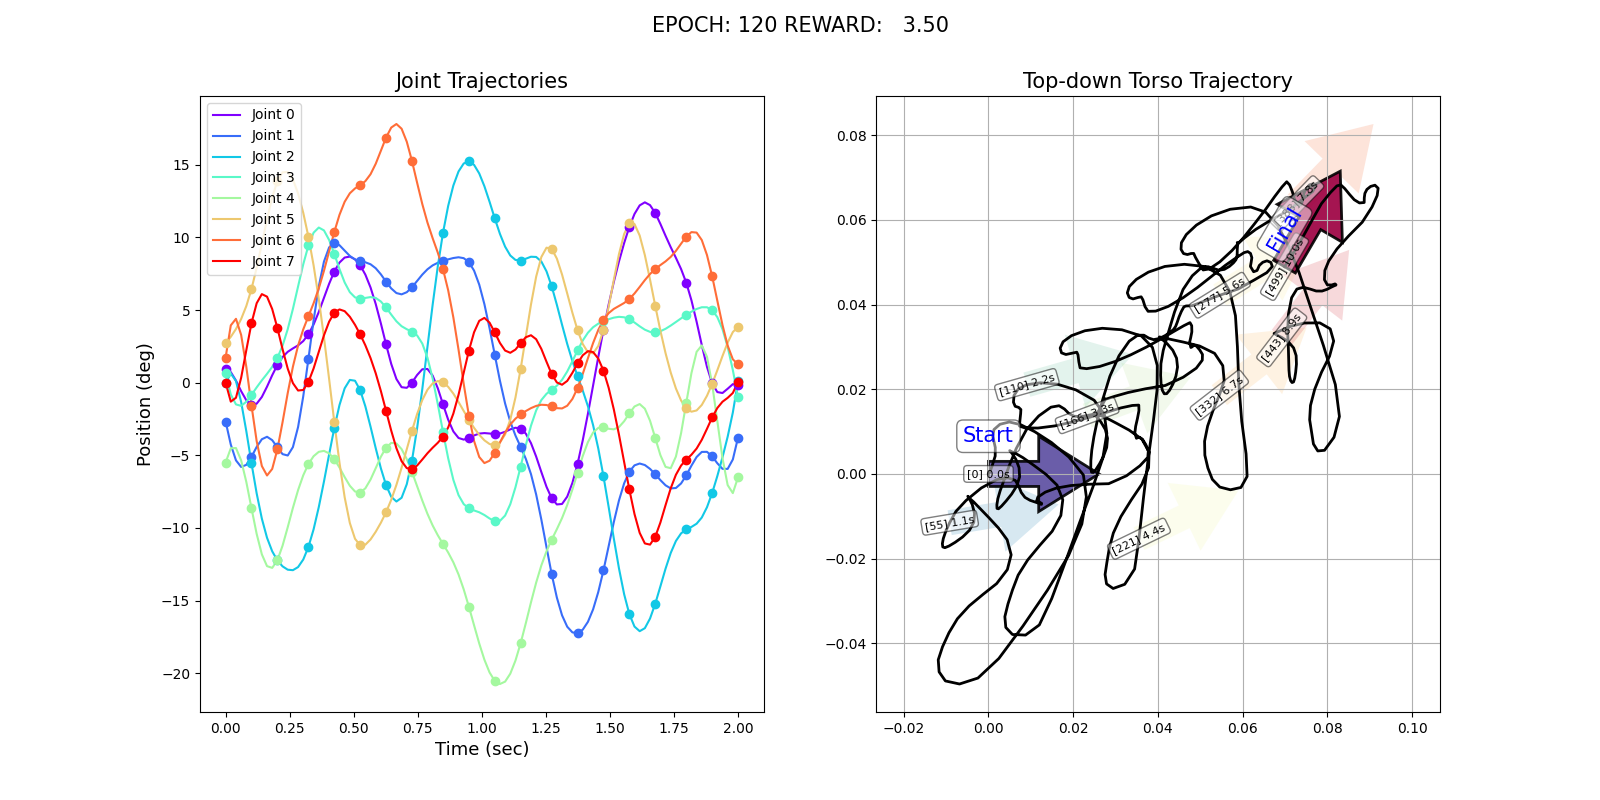 EPOCH: 120 REWARD:   3.50
Joint Trajectories
Position (deg)
15
10
5
0
−5
−10
−15
−20
Joint 0
Joint 1
Joint 2
Joint 3
Joint 4
Joint 5
Joint 6
Joint 7
0.00 0.25 0.50 0.75 1.00 1.25 1.50 1.75 2.00
Time (sec)
Top-down Torso Trajectory
0.08
0.06
0.04
0.02
0.00
−0.02
−0.04
Final
[499] 10.0s
[277] 5.6s
[443] 8.9s
[110] 2.2s
[332] 6.7s
[166] 3.3s
Start
[0] 0.0s
[55] 1.1s
[221] 4.4s
−0.02 0.00 0.02 0.04 0.06 0.08 0.10